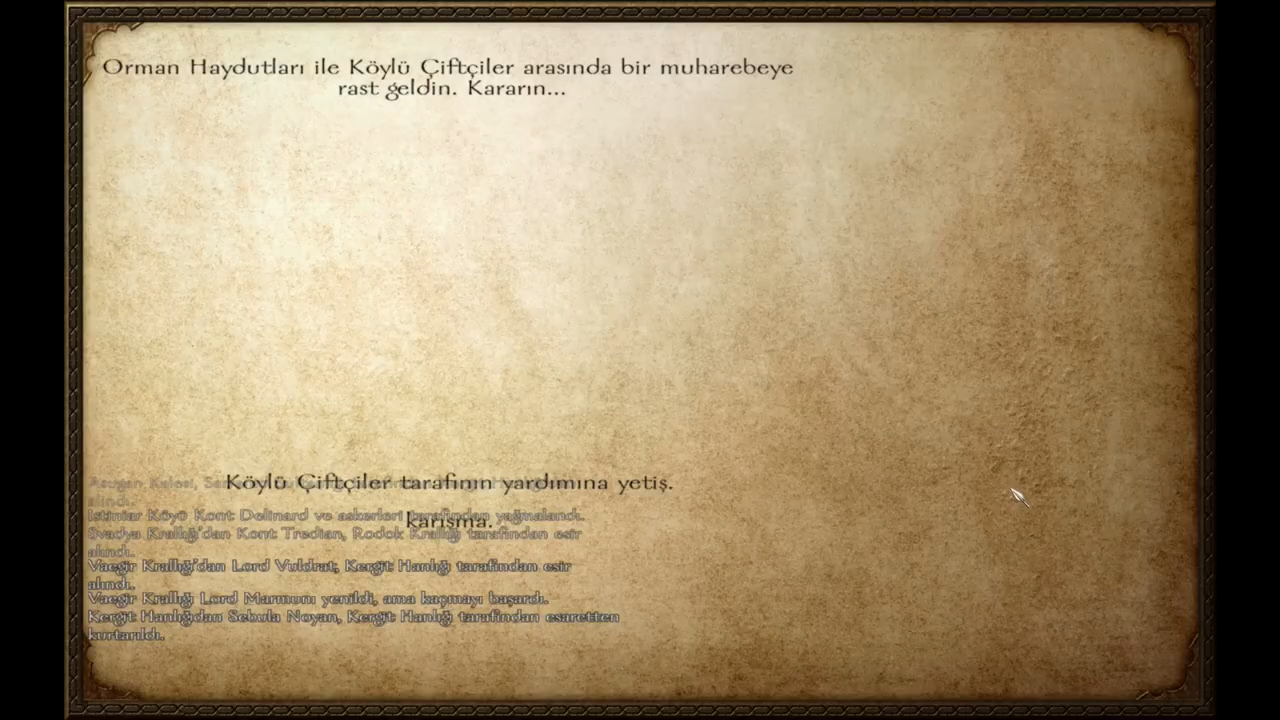 Orman Haydutları ile Köylü Çiftçiler arasında bir muharebeye
rast geldin. Kararın...
Köylü Çiftçiler tarafının yardımına yetiş.
alındı.
İstiniar Köyü Kont Delinard ve askerleri tarafından yağmalandı.
karışma.
Svadya Krallığı'dan Kont Tredian, Rodok Krallığı tarafından esir
alındı.
Vaegir Krallığı'dan Lord Vuldrat, Kergit Hanlığı tarafından esir
alındı.
Vaegir Krallığı Lord Marmunı yenildi, ama kaçmayı başardı.
Kergit Hanlığıdan Sebula Noyan, Kergit Hanlığı tarafından esaretten
kurtarıldı.